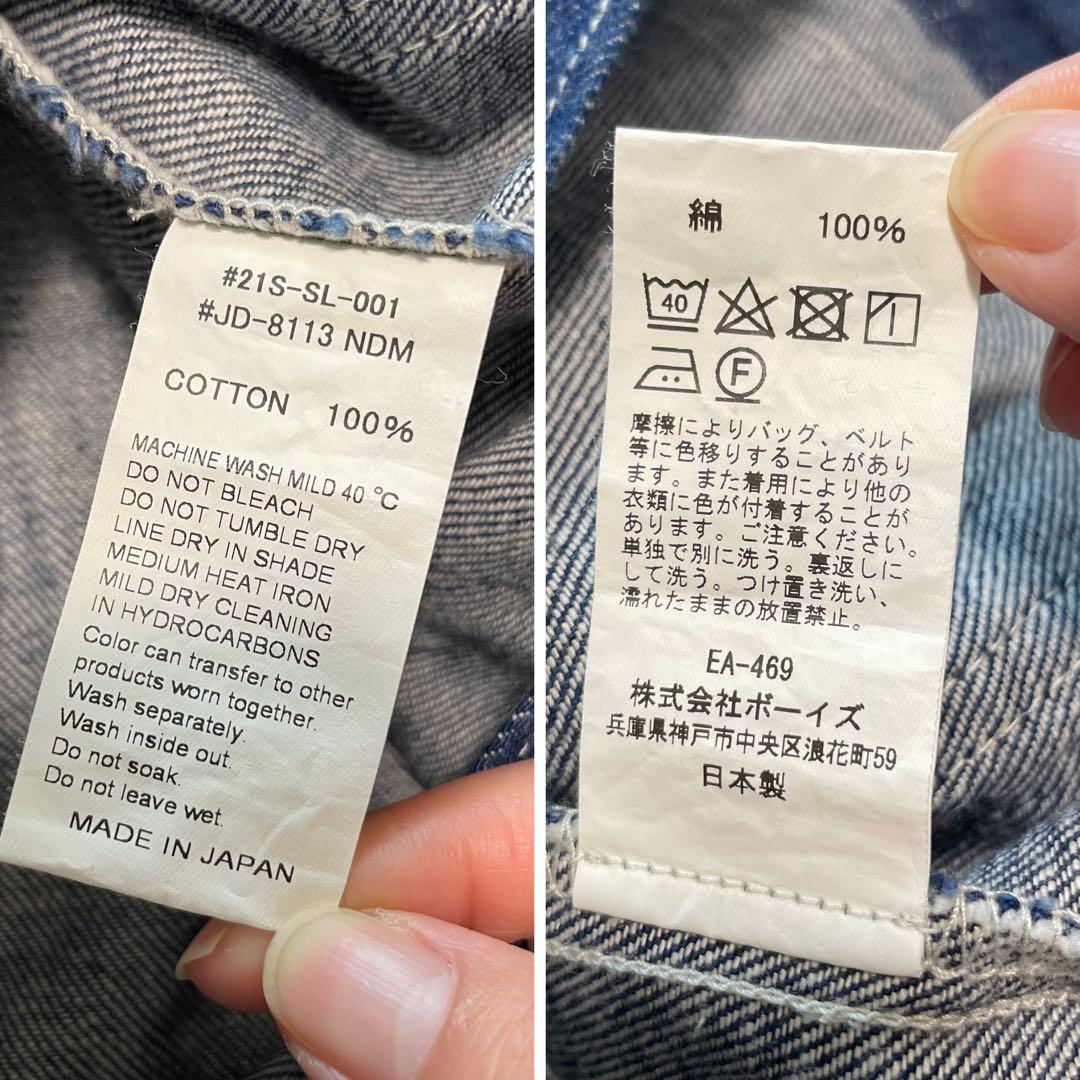 #21S-SL-001
#JD-8113 NDM
COTTON 100%
MACHINE WASH MILD 40 ℃
DO NOT BLEACH
DO NOT TUMBLE DRY
LINE DRY IN SHADE
MEDIUM HEAT IRON
MILD DRY CLEANING
IN HYDROCARBONS
Color can transfer to other
products worn together.
Wash separately.
Wash inside out.
Do not soak.
Do not leave wet.
MADE IN JAPAN
綿 100%
40
F
摩擦によりバッグ、ベルト
等に色移りすることがあり
ます。また着用により他の
衣類に色が付着することが
あります。ご注意ください。
単独で別に洗う。裏返しに
して洗う。つけ置き洗い、
濡れたままの放置禁止。
EA-469
株式会社ボーイズ
兵庫県神戸市中央区浪花町59
日本製